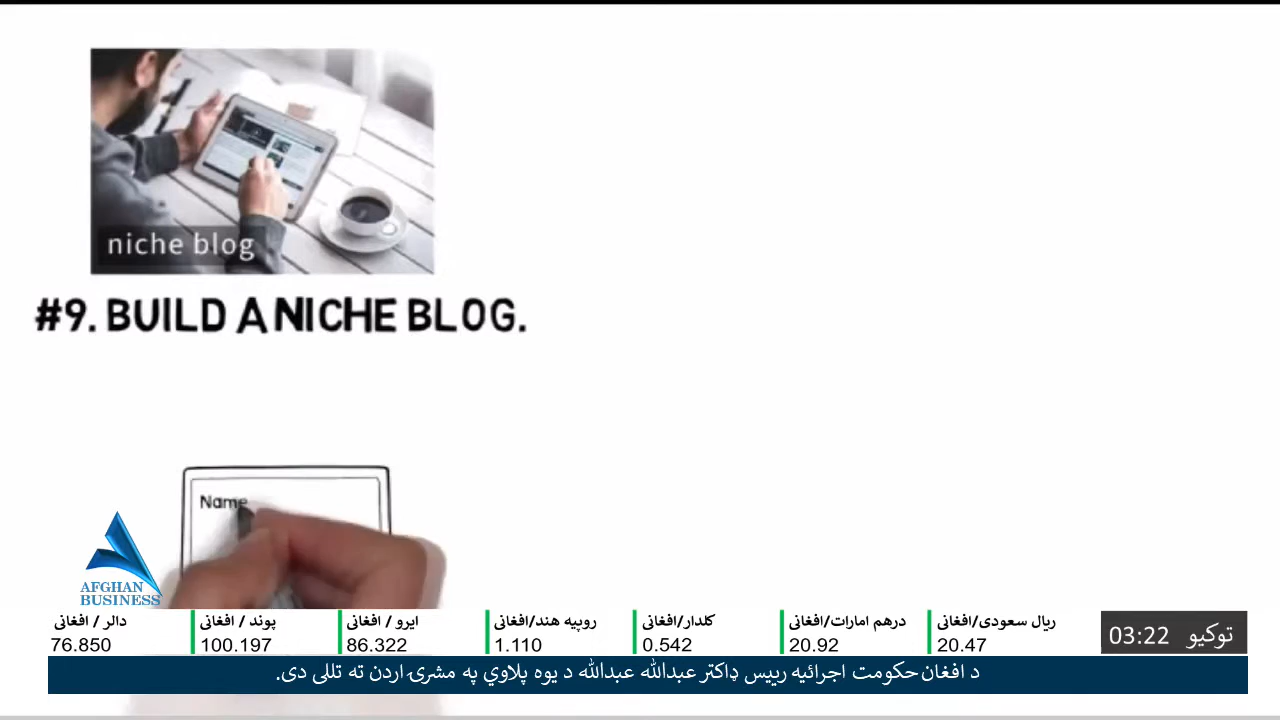 niche blog
#9. BUILD A NICHE BLOG.
Name
AFGHAN
BUSINESS
دالر / افغانی
76.850
پوند / افغانی
100.197
ایرو / افغانی
86.322
روپیه هند/افغانی
1.110
کلدار/افغانی
0.542
درهم امارات/افغانی
20.92
ریال سعودی/افغانی
20.47
توکیو 03:22
د افغان حکومت اجرائیه رییس ډاکتر عبدالله عبدالله د یوه پلاوي په مشرۍ اردن ته تللی دی.